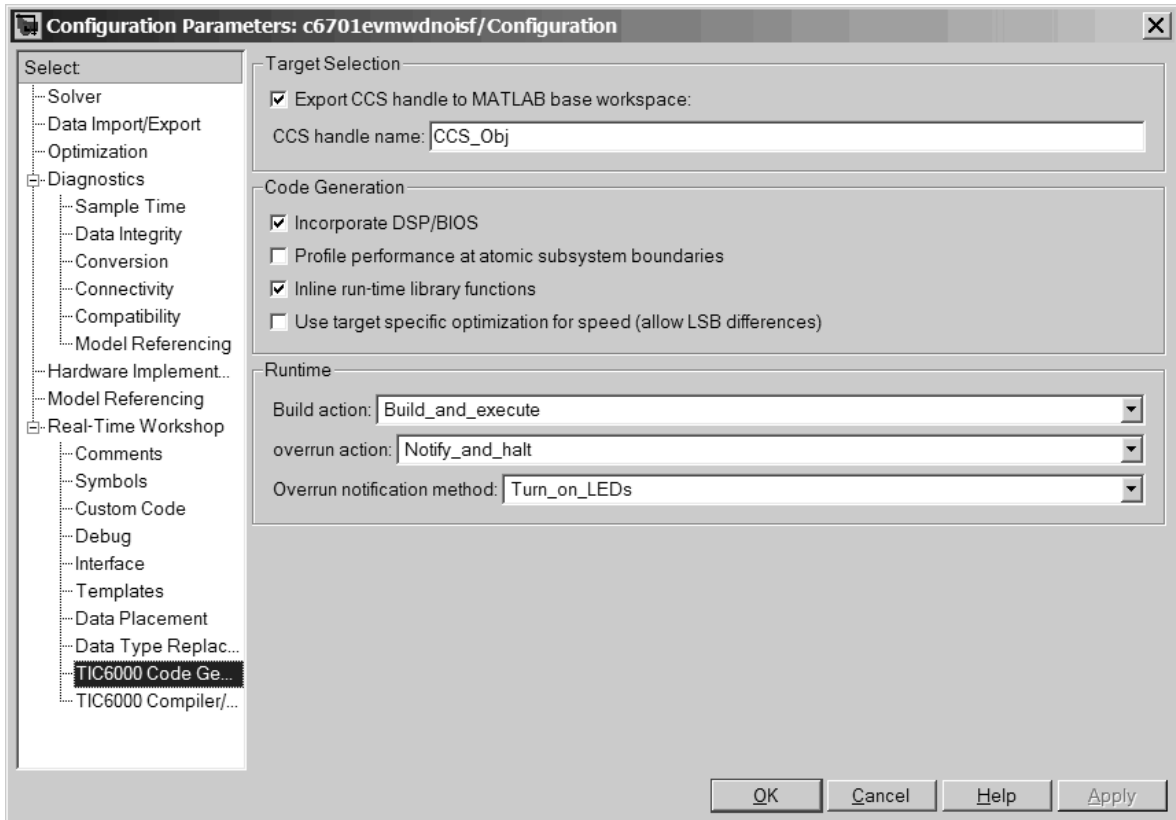 Configuration Parameters: c6701evmwdnoisf/Configuration
Select:
Solver
Data Import/Export
Optimization
Diagnostics
Sample Time
Data Integrity
Conversion
Connectivity
Compatibility
Model Referencing
Hardware Implement...
Model Referencing
Real-Time Workshop
Comments
Symbols
Custom Code
Debug
Interface
Templates
Data Placement
Data Type Replac...
TIC6000 Code Ge...
TIC6000 Compiler/...
Target Selection
Export CCS handle to MATLAB base workspace:
CCS handle name: CCS_Obj
Code Generation
Incorporate DSP/BIOS
Profile performance at atomic subsystem boundaries
Inline run-time library functions
Use target specific optimization for speed (allow LSB differences)
Runtime
Build action: Build_and_execute
overrun action: Notify_and_halt
Overrun notification method: Turn_on_LEDs
OK Cancel Help Apply